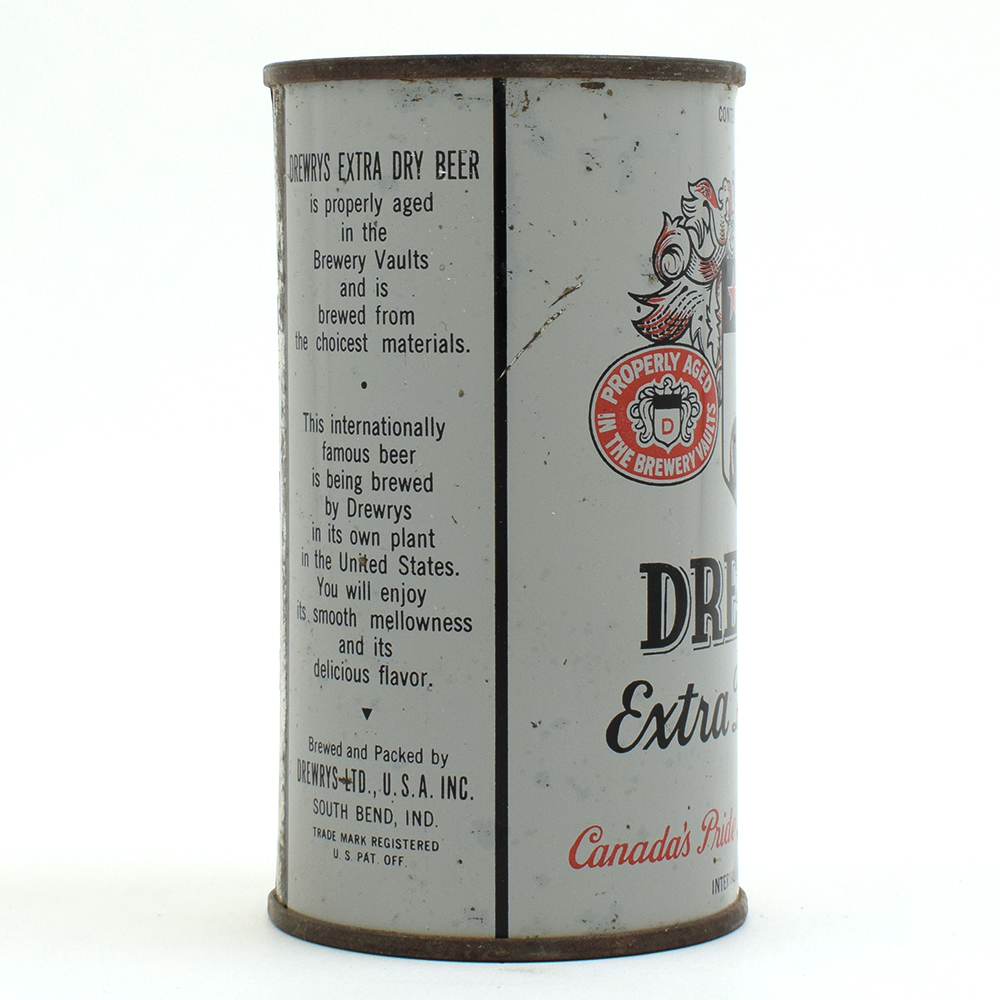 DREWRYS EXTRA DRY BEER
is properly aged
in the
Brewery Vaults
and is
brewed from
the choicest materials.
This internationally
famous beer
is being brewed
by Drewrys
in its own plant
in the United States.
You will enjoy
its smooth mellowness
and its
delicious flavor.
Brewed and Packed by
DREWRYS LTD., U.S.A. INC.
SOUTH BEND, IND.
TRADE MARK REGISTERED
U.S. PAT. OFF.
PROPERLY AGED
IN THE BREWERY VAULTS
D
DRE
Extra
Canada's Pride